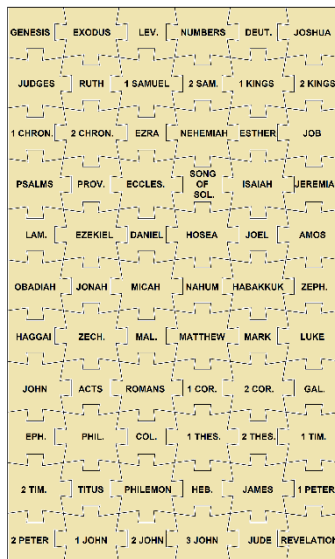 GENESIS EXODUS LEV. NUMBERS DEUT. JOSHUA
JUDGES RUTH 1 SAMUEL 2 SAM. 1 KINGS 2 KINGS
1 CHRON. 2 CHRON. EZRA NEHEMIAH ESTHER JOB
PSALMS PROV. ECCLES. SONG OF SOL. ISAIAH JEREMIA
LAM. EZEKIEL DANIEL HOSEA JOEL AMOS
OBADIAH JONAH MICAH NAHUM HABAKKUK ZEPH.
HAGGAI ZECH. MAL. MATTHEW MARK LUKE
JOHN ACTS ROMANS 1 COR. 2 COR. GAL.
EPH. PHIL. COL. 1 THES. 2 THES. 1 TIM.
2 TIM. TITUS PHILEMON HEB. JAMES 1 PETER
2 PETER 1 JOHN 2 JOHN 3 JOHN JUDE REVELATION